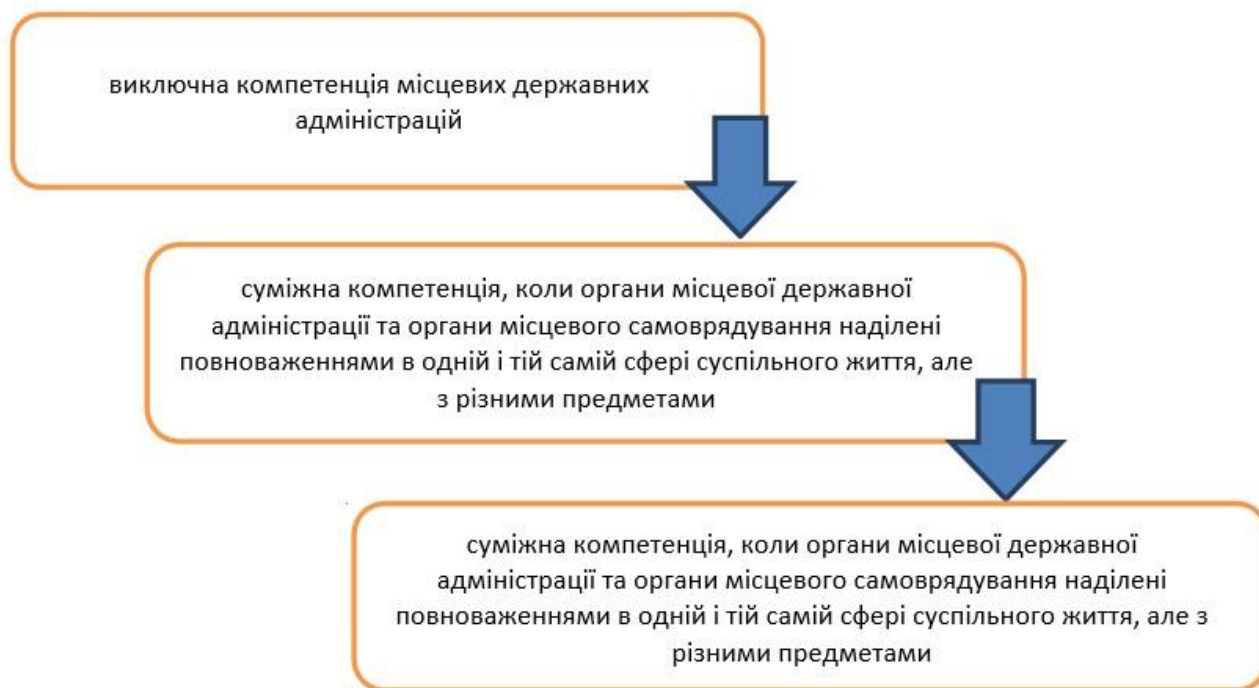 виключна компетенція місцевих державних
адміністрацій
суміжна компетенція, коли органи місцевої державної
адміністрації та органи місцевого самоврядування наділені
повноваженнями в одній і тій самій сфері суспільного життя, але
з різними предметами
суміжна компетенція, коли органи місцевої державної
адміністрації та органи місцевого самоврядування наділені
повноваженнями в одній і тій самій сфері суспільного життя, але з
різними предметами